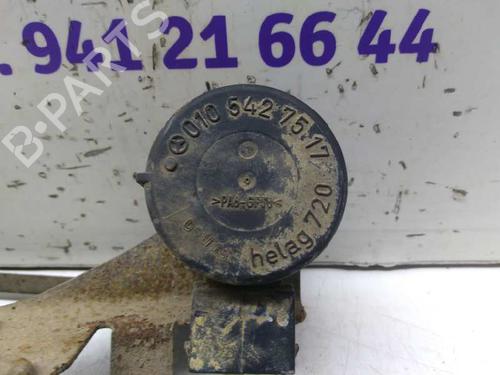 .941 21 66 44
B-PARTS
010 542 75 17
>PA6-GF30<
helag 720